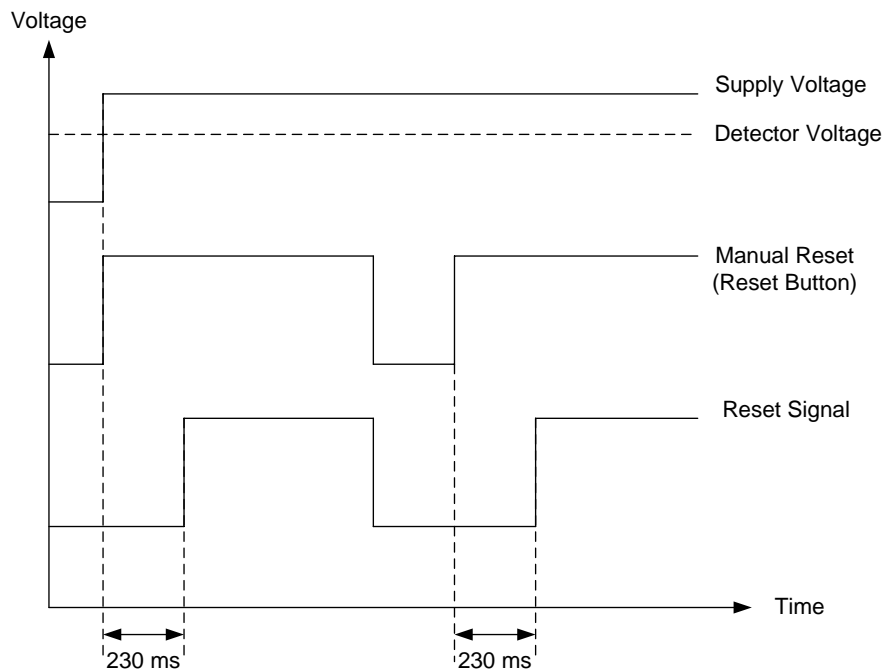 Voltage
Supply Voltage
Detector Voltage
Manual Reset
(Reset Button)
Reset Signal
Time
230 ms
230 ms